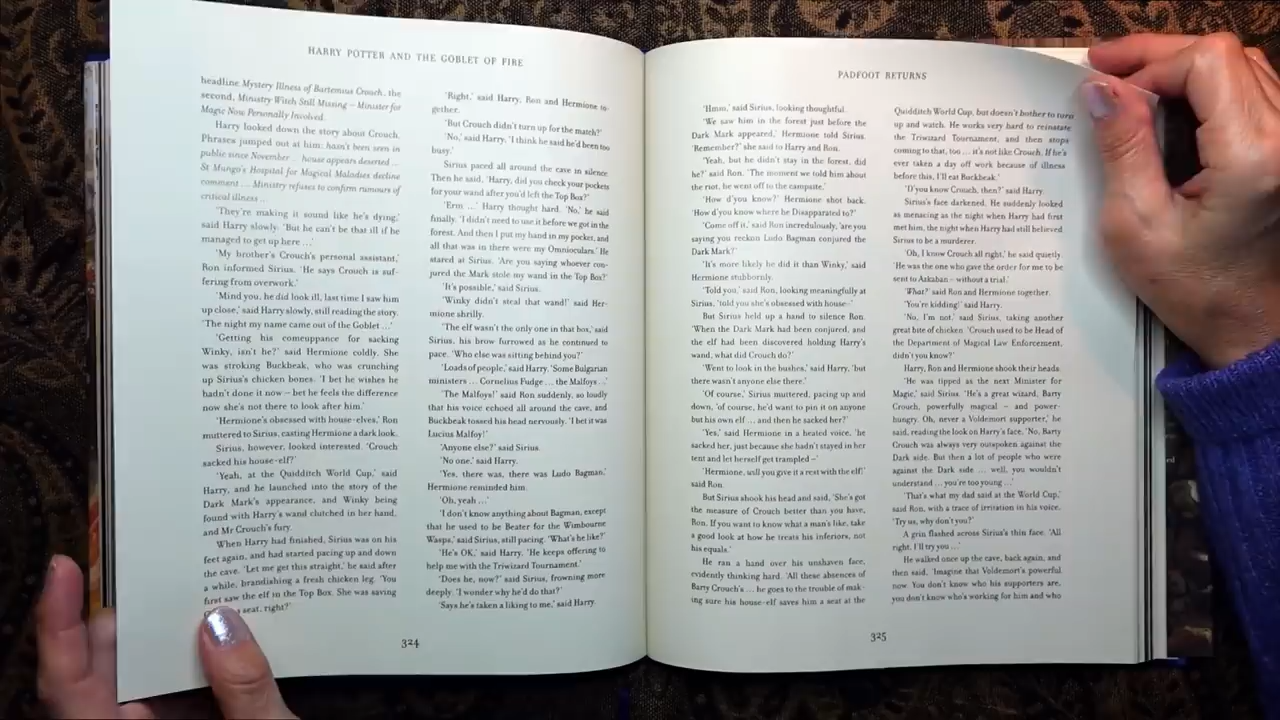 HARRY POTTER AND THE GOBLET OF FIRE
headline Mystery Illness of Bartemius Crouch, the
second, Ministry Witch Still Missing – Minister for
Magic Now Personally Involved.
Harry looked down the story about Crouch.
Phrases jumped out at him: hasn't been seen in
public since November ... house appears deserted ...
St Mungo's Hospital for Magical Maladies decline
comment ... Ministry refuses to confirm rumours of
critical illness ...
'They're making it sound like he's dying,'
said Harry slowly. 'But he can't be that ill if he
managed to get up here ...'
'My brother's Crouch's personal assistant,'
Ron informed Sirius. 'He says Crouch is suf-
fering from overwork.'
'Mind you, he did look ill, last time I saw him
up close,' said Harry slowly, still reading the story.
'The night my name came out of the Goblet ...'
'Getting his comeuppance for sacking
Winky, isn't he?' said Hermione coldly. She
was stroking Buckbeak, who was crunching
up Sirius's chicken bones. 'I bet he wishes he
hadn't done it now – bet he feels the difference
now she's not there to look after him.'
'Hermione's obsessed with house-elves,' Ron
muttered to Sirius, casting Hermione a dark look.
Sirius, however, looked interested. 'Crouch
sacked his house-elf?'
'Yeah, at the Quidditch World Cup,' said
Harry, and he launched into the story of the
Dark Mark's appearance, and Winky being
found with Harry's wand clutched in her hand,
and Mr Crouch's fury.
When Harry had finished, Sirius was on his
feet again, and had started pacing up and down
the cave. 'Let me get this straight,' he said after
a while, brandishing a fresh chicken leg. 'You
first saw the elf in the Top Box. She was saving
seat, right?'
'Right,' said Harry, Ron and Hermione to-
gether.
'But Crouch didn't turn up for the match?'
'No,' said Harry. 'I think he said he'd been too
busy.'
Sirius paced all around the cave in silence.
Then he said, 'Harry, did you check your pockets
for your wand after you'd left the Top Box?'
'Erm ...' Harry thought hard. 'No,' he said
finally. 'I didn't need to use it before we got in the
forest. And then I put my hand in my pocket, and
all that was in there were my Omnioculars.' He
stared at Sirius. 'Are you saying whoever con-
jured the Mark stole my wand in the Top Box?'
'It's possible,' said Sirius.
'Winky didn't steal that wand!' said Her-
mione shrilly.
'The elf wasn't the only one in that box,' said
Sirius, his brow furrowed as he continued to
pace. 'Who else was sitting behind you?'
'Loads of people,' said Harry. 'Some Bulgarian
ministers ... Cornelius Fudge ... the Malfoys ...'
'The Malfoys!' said Ron suddenly, so loudly
that his voice echoed all around the cave, and
Buckbeak tossed his head nervously. 'I bet it was
Lucius Malfoy!'
'Anyone else?' said Sirius.
'No one,' said Harry.
'Yes, there was, there was Ludo Bagman,'
Hermione reminded him.
'Oh, yeah ...'
'I don't know anything about Bagman, except
that he used to be Beater for the Wimbourne
Wasps,' said Sirius, still pacing. 'What's he like?'
'He's OK,' said Harry. 'He keeps offering to
help me with the Triwizard Tournament.'
'Does he, now?' said Sirius, frowning more
deeply. 'I wonder why he'd do that?'
'Says he's taken a liking to me,' said Harry.
324
PADFOOT RETURNS
'Hmm,' said Sirius, looking thoughtful.
'We saw him in the forest just before the
Dark Mark appeared,' Hermione told Sirius.
'Remember?' she said to Harry and Ron.
'Yeah, but he didn't stay in the forest, did
he?' said Ron. 'The moment we told him about
the riot, he went off to the campsite.'
'How d'you know?' Hermione shot back.
'How d'you know where he Disapparated to?'
'Come off it,' said Ron incredulously, 'are you
saying you reckon Ludo Bagman conjured the
Dark Mark?'
'It's more likely he did it than Winky,' said
Hermione stubbornly.
'Told you,' said Ron, looking meaningfully at
Sirius, 'told you she's obsessed with house–'
But Sirius held up a hand to silence Ron.
'When the Dark Mark had been conjured, and
the elf had been discovered holding Harry's
wand, what did Crouch do?'
'Went to look in the bushes,' said Harry, 'but
there wasn't anyone else there.'
'Of course,' Sirius muttered, pacing up and
down, 'of course, he'd want to pin it on anyone
but his own elf ... and then he sacked her?'
'Yes,' said Hermione in a heated voice, 'he
sacked her, just because she hadn't stayed in her
tent and let herself get trampled –'
'Hermione, will you give it a rest with the elf!'
said Ron.
But Sirius shook his head and said, 'She's got
the measure of Crouch better than you have,
Ron. If you want to know what a man's like, take
a good look at how he treats his inferiors, not
his equals.'
He ran a hand over his unshaven face,
evidently thinking hard. 'All these absences of
Barty Crouch's ... he goes to the trouble of mak-
ing sure his house-elf saves him a seat at the
Quidditch World Cup, but doesn't bother to turn
up and watch. He works very hard to reinstate
the Triwizard Tournament, and then stops
coming to that, too ... it's not like Crouch. If he's
ever taken a day off work because of illness
before this, I'll eat Buckbeak.'
'D'you know Crouch, then?' said Harry.
Sirius's face darkened. He suddenly looked
as menacing as the night when Harry had first
met him, the night when Harry had still believed
Sirius to be a murderer.
'Oh, I know Crouch all right,' he said quietly.
'He was the one who gave the order for me to be
sent to Azkaban – without a trial.'
'What?' said Ron and Hermione together.
'You're kidding!' said Harry.
'No, I'm not,' said Sirius, taking another
great bite of chicken. 'Crouch used to be Head of
the Department of Magical Law Enforcement,
didn't you know?'
Harry, Ron and Hermione shook their heads.
'He was tipped as the next Minister for
Magic,' said Sirius. 'He's a great wizard, Barty
Crouch, powerfully magical – and power-
hungry. Oh, never a Voldemort supporter,' he
said, reading the look on Harry's face. 'No, Barty
Crouch was always very outspoken against the
Dark side. But then a lot of people who were
against the Dark side ... well, you wouldn't
understand ... you're too young ...'
'That's what my dad said at the World Cup,'
said Ron, with a trace of irritation in his voice.
'Try us, why don't you?'
A grin flashed across Sirius's thin face. 'All
right, I'll try you ...'
He walked once up the cave, back again, and
then said, 'Imagine that Voldemort's powerful
now. You don't know who his supporters are,
you don't know who's working for him and who
325